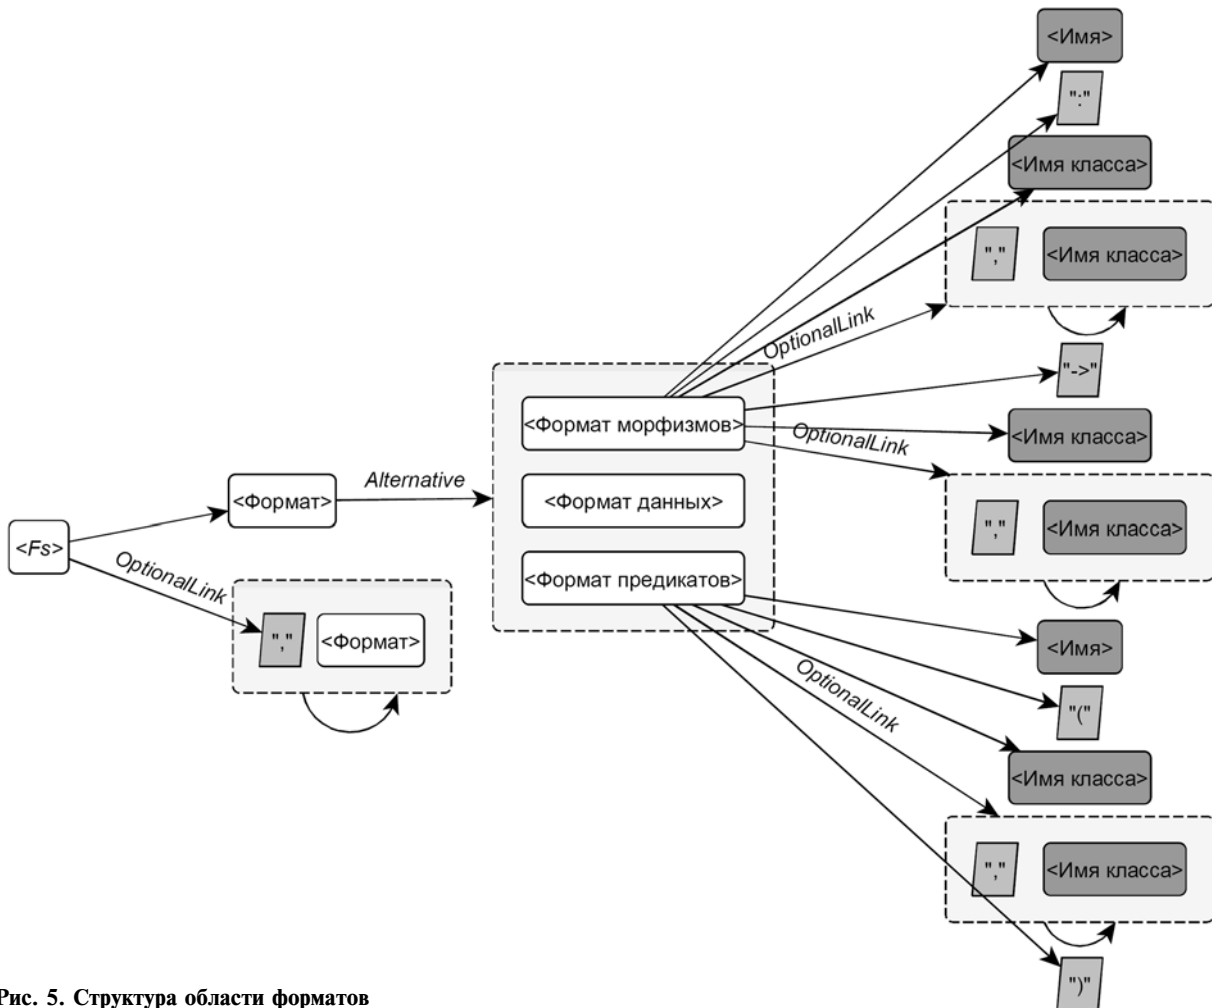 <Имя>
":"
<Имя класса>
"," <Имя класса>
OptionalLink
"->"
<Формат морфизмов>
OptionalLink
<Имя класса>
Alternative
<Формат>
<Формат данных>
"," <Имя класса>
<Fs>
OptionalLink
<Формат предикатов>
"," <Формат>
<Имя>
OptionalLink
"("
<Имя класса>
"," <Имя класса>
")"
Рис. 5. Структура области форматов